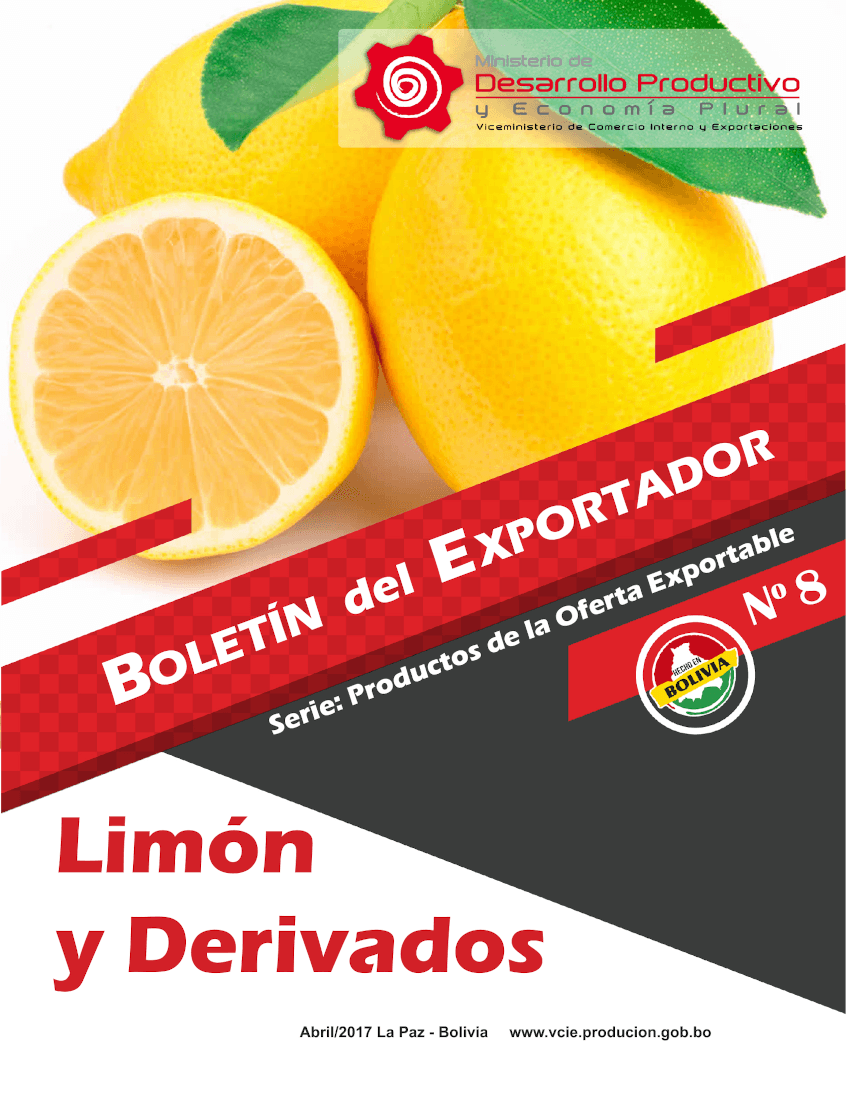 Ministerio de
Desarrollo Productivo
y Economía Plural
Viceministerio de Comercio Interno y Exportaciones
BOLETÍN del EXPORTADOR
Serie: Productos de la Oferta Exportable
Nº 8
HECHO EN
BOLIVIA
Limón
y Derivados
Abril/2017 La Paz - Bolivia www.vcie.producion.gob.bo